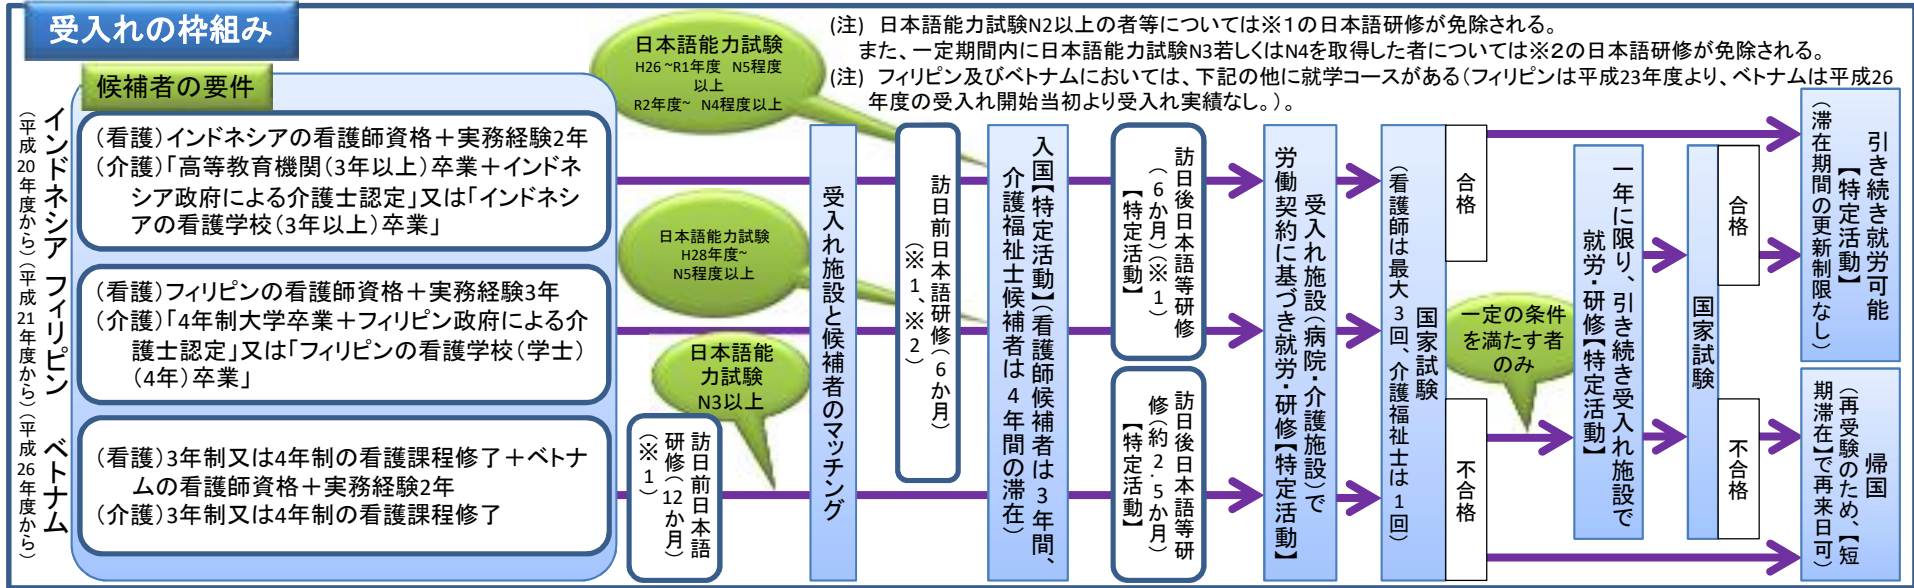 受入れの枠組み
(注) 日本語能力試験N2以上の者等については※1の日本語研修が免除される。
また、一定期間内に日本語能力試験N3若しくはN4を取得した者については※2の日本語研修が免除される。
(注) フィリピン及びベトナムにおいては、下記の他に就学コースがある(フィリピンは平成23年度より、ベトナムは平成26
年度の受入れ開始当初より受入れ実績なし。)。
候補者の要件
インドネシア
(平成20年度から)
(看護)インドネシアの看護師資格+実務経験2年
(介護)「高等教育機関(3年以上)卒業+インドネ
シア政府による介護士認定」又は「インドネシ
アの看護学校(3年以上)卒業」
フィリピン
(平成21年度から)
(看護)フィリピンの看護師資格+実務経験3年
(介護)「4年制大学卒業+フィリピン政府による介
護士認定」又は「フィリピンの看護学校(学士)
(4年)卒業」
ベトナム
(平成26年度から)
(看護)3年制又は4年制の看護課程修了+ベトナ
ムの看護師資格+実務経験2年
(介護)3年制又は4年制の看護課程修了
日本語能力試験
H26~R1年度 N5程度
以上
R2年度~ N4程度以上
日本語能力試験
H28年度~
N5程度以上
日本語能
力試験
N3以上
訪日前日本語
研修(12か月)
(※1)
受入れ施設と候補者のマッチング
訪日前日本語研修(6か月)
(※1、※2)
入国【特定活動】(看護師候補者は3年間、
介護福祉士候補者は4年間の滞在)
訪日後日本語等研修
(6か月)(※1)
【特定活動】
訪日後日本語等研
修(約2.5か月)
【特定活動】
受入れ施設(病院・介護施設)で
労働契約に基づき就労・研修【特定活動】
国家試験
(看護師は最大3回、介護福祉士は1回)
合格
不合格
一定の条件
を満たす者
のみ
一年に限り、引き続き受入れ施設で
就労・研修【特定活動】
国家試験
合格
不合格
引き続き就労可能
【特定活動】
(滞在期間の更新制限なし)
帰国
(再受験のため、【短
期滞在】で再来日可)